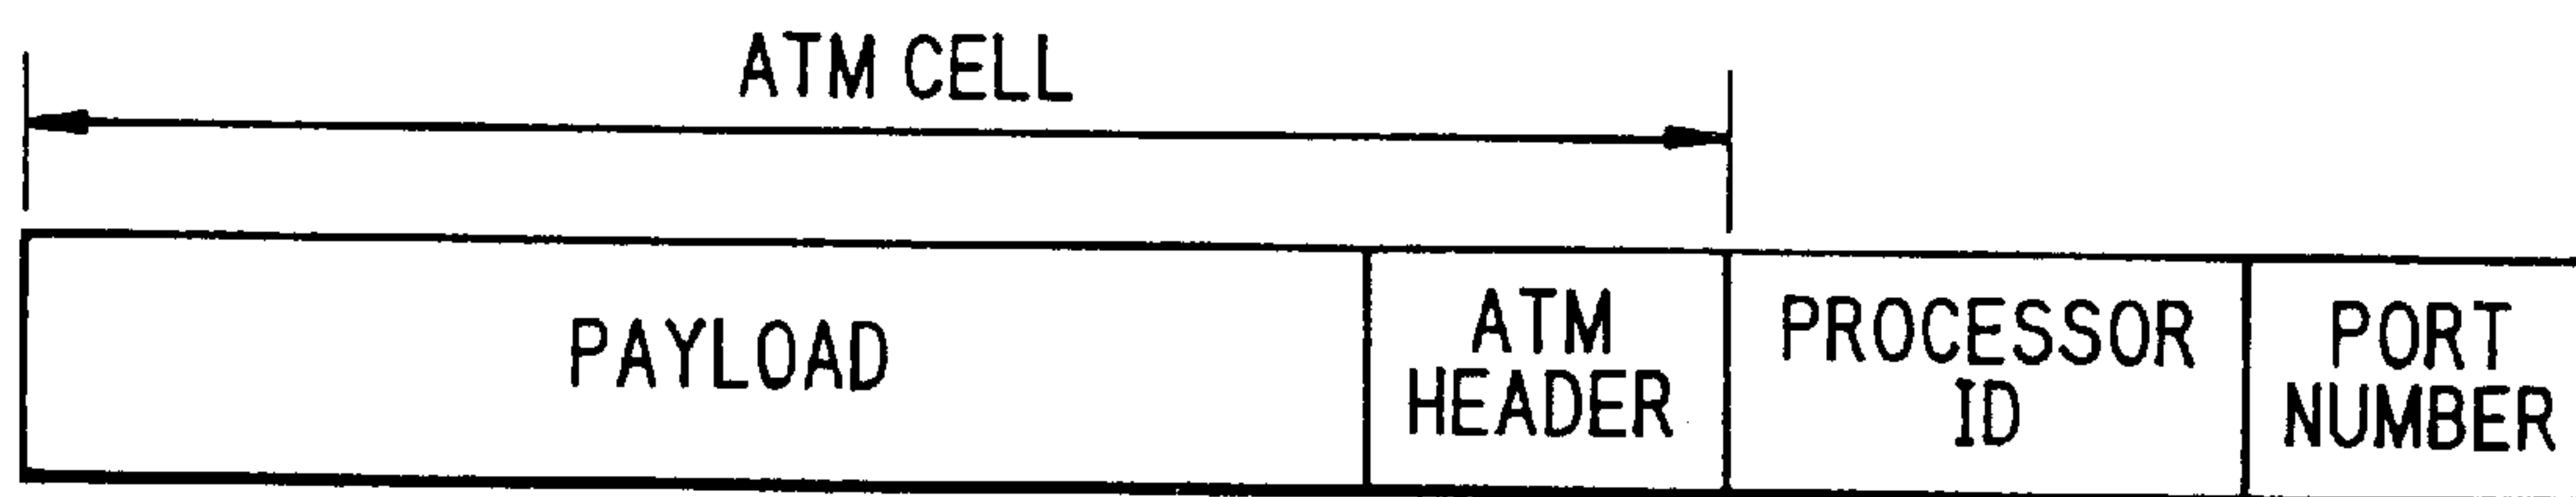 ATM CELL
PAYLOAD
ATM
HEADER
PROCESSOR
ID
PORT
NUMBER